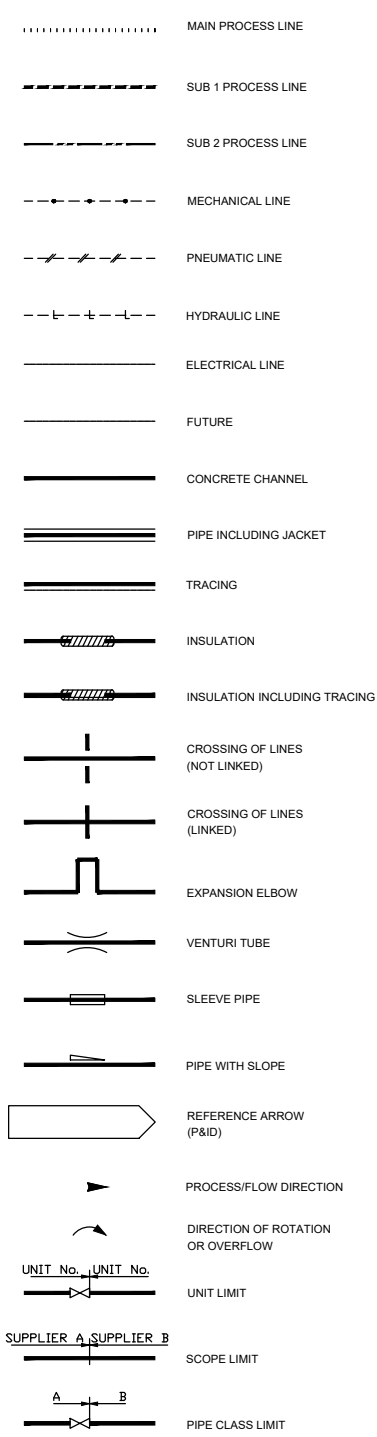 MAIN PROCESS LINE
SUB 1 PROCESS LINE
SUB 2 PROCESS LINE
MECHANICAL LINE
PNEUMATIC LINE
HYDRAULIC LINE
ELECTRICAL LINE
FUTURE
CONCRETE CHANNEL
PIPE INCLUDING JACKET
TRACING
INSULATION
INSULATION INCLUDING TRACING
CROSSING OF LINES
(NOT LINKED)
CROSSING OF LINES
(LINKED)
EXPANSION ELBOW
VENTURI TUBE
SLEEVE PIPE
PIPE WITH SLOPE
REFERENCE ARROW
(P&ID)
PROCESS/FLOW DIRECTION
DIRECTION OF ROTATION
OR OVERFLOW
UNIT No. UNIT No.
UNIT LIMIT
SUPPLIER A SUPPLIER B
SCOPE LIMIT
A B
PIPE CLASS LIMIT